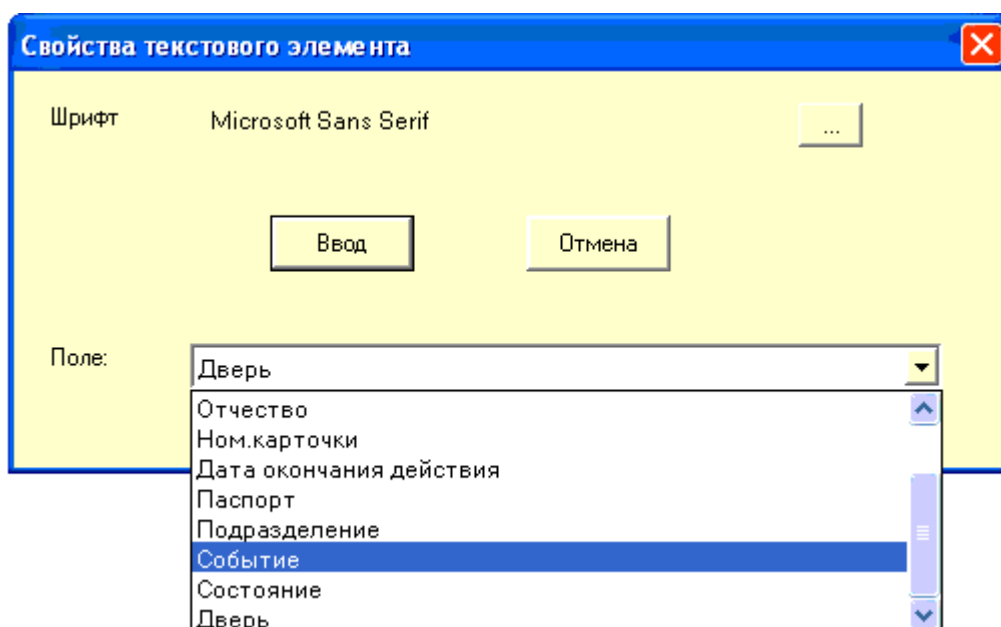 Свойства текстового элемента
Шрифт Microsoft Sans Serif ...
Ввод Отмена
Поле: Дверь
Отчество
Ном.карточки
Дата окончания действия
Паспорт
Подразделение
Событие
Состояние
Дверь